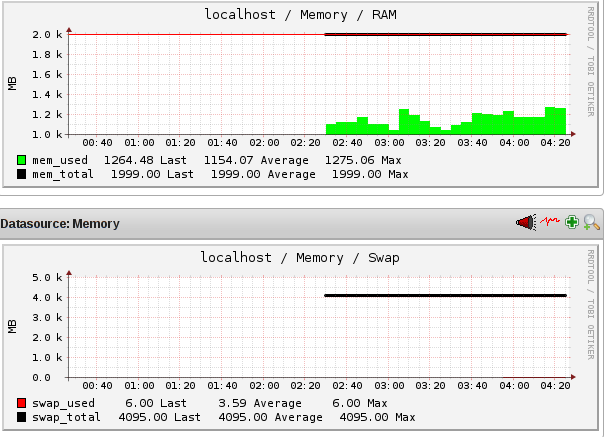 localhost / Memory / RAM
RRDTOOL / TOBI OETIKER
MB
2.0 k
1.8 k
1.6 k
1.4 k
1.2 k
1.0 k
00:40 01:00 01:20 01:40 02:00 02:20 02:40 03:00 03:20 03:40 04:00 04:20
mem_used 1264.48 Last 1154.07 Average 1275.06 Max
mem_total 1999.00 Last 1999.00 Average 1999.00 Max
Datasource: Memory
localhost / Memory / Swap
RRDTOOL / TOBI OETIKER
MB
5.0 k
4.0 k
3.0 k
2.0 k
1.0 k
0.0
00:40 01:00 01:20 01:40 02:00 02:20 02:40 03:00 03:20 03:40 04:00 04:20
swap_used 6.00 Last 3.59 Average 6.00 Max
swap_total 4095.00 Last 4095.00 Average 4095.00 Max